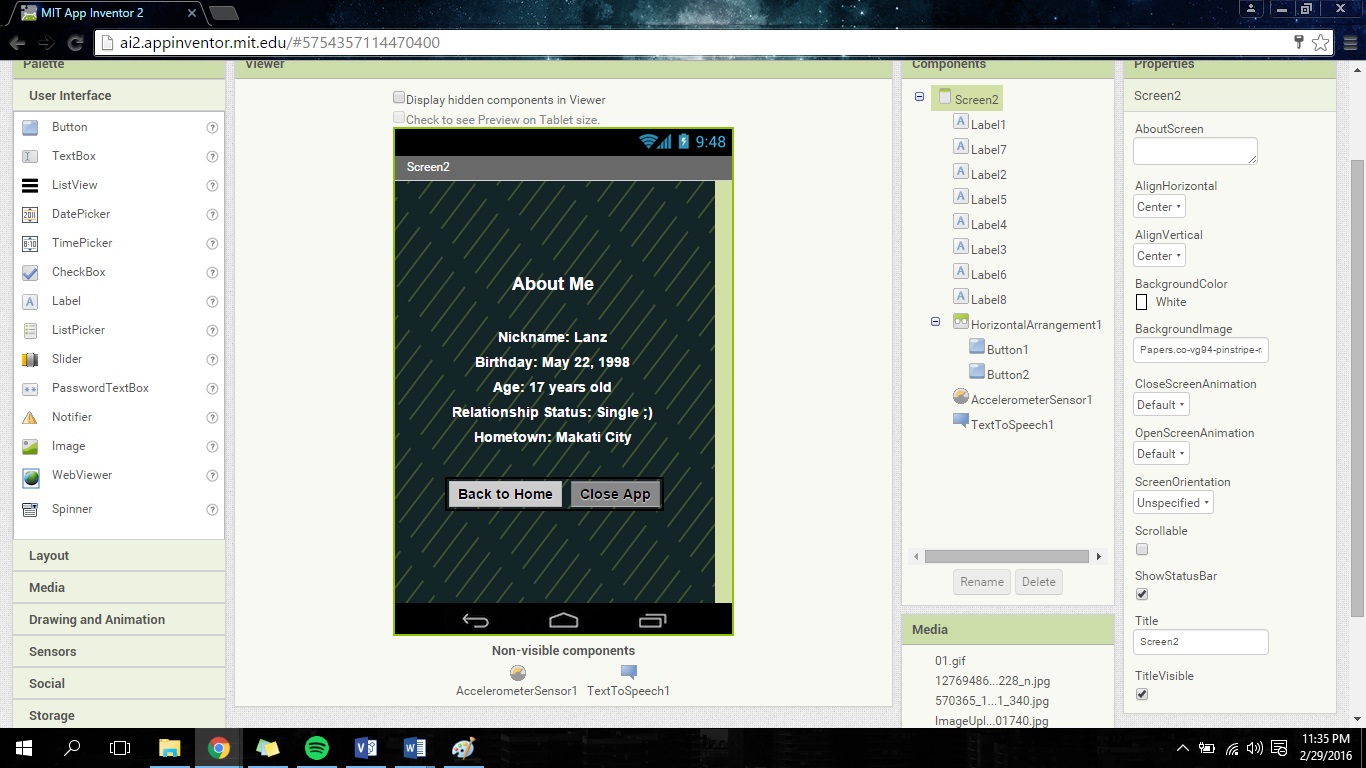 MIT App Inventor 2
ai2.appinventor.mit.edu/#5754357114470400
Palette
User Interface
Button
TextBox
ListView
DatePicker
TimePicker
CheckBox
Label
ListPicker
Slider
PasswordTextBox
Notifier
Image
WebViewer
Spinner
Layout
Media
Drawing and Animation
Sensors
Social
Storage
Viewer
Display hidden components in Viewer
Check to see Preview on Tablet size.
9:48
Screen2
About Me
Nickname: Lanz
Birthday: May 22, 1998
Age: 17 years old
Relationship Status: Single ;)
Hometown: Makati City
Back to Home Close App
Non-visible components
AccelerometerSensor1 TextToSpeech1
Components
Screen2
Label1
Label7
Label2
Label5
Label4
Label3
Label6
Label8
HorizontalArrangement1
Button1
Button2
AccelerometerSensor1
TextToSpeech1
Rename Delete
Media
01.gif
12769486...228_n.jpg
570365_1...1_340.jpg
ImageUpl...01740.jpg
Properties
Screen2
AboutScreen
AlignHorizontal
Center
AlignVertical
Center
BackgroundColor
White
BackgroundImage
Papers.co-vg94-pinstripe-r
CloseScreenAnimation
Default
OpenScreenAnimation
Default
ScreenOrientation
Unspecified
Scrollable
ShowStatusBar
Title
Screen2
TitleVisible
11:35 PM
2/29/2016